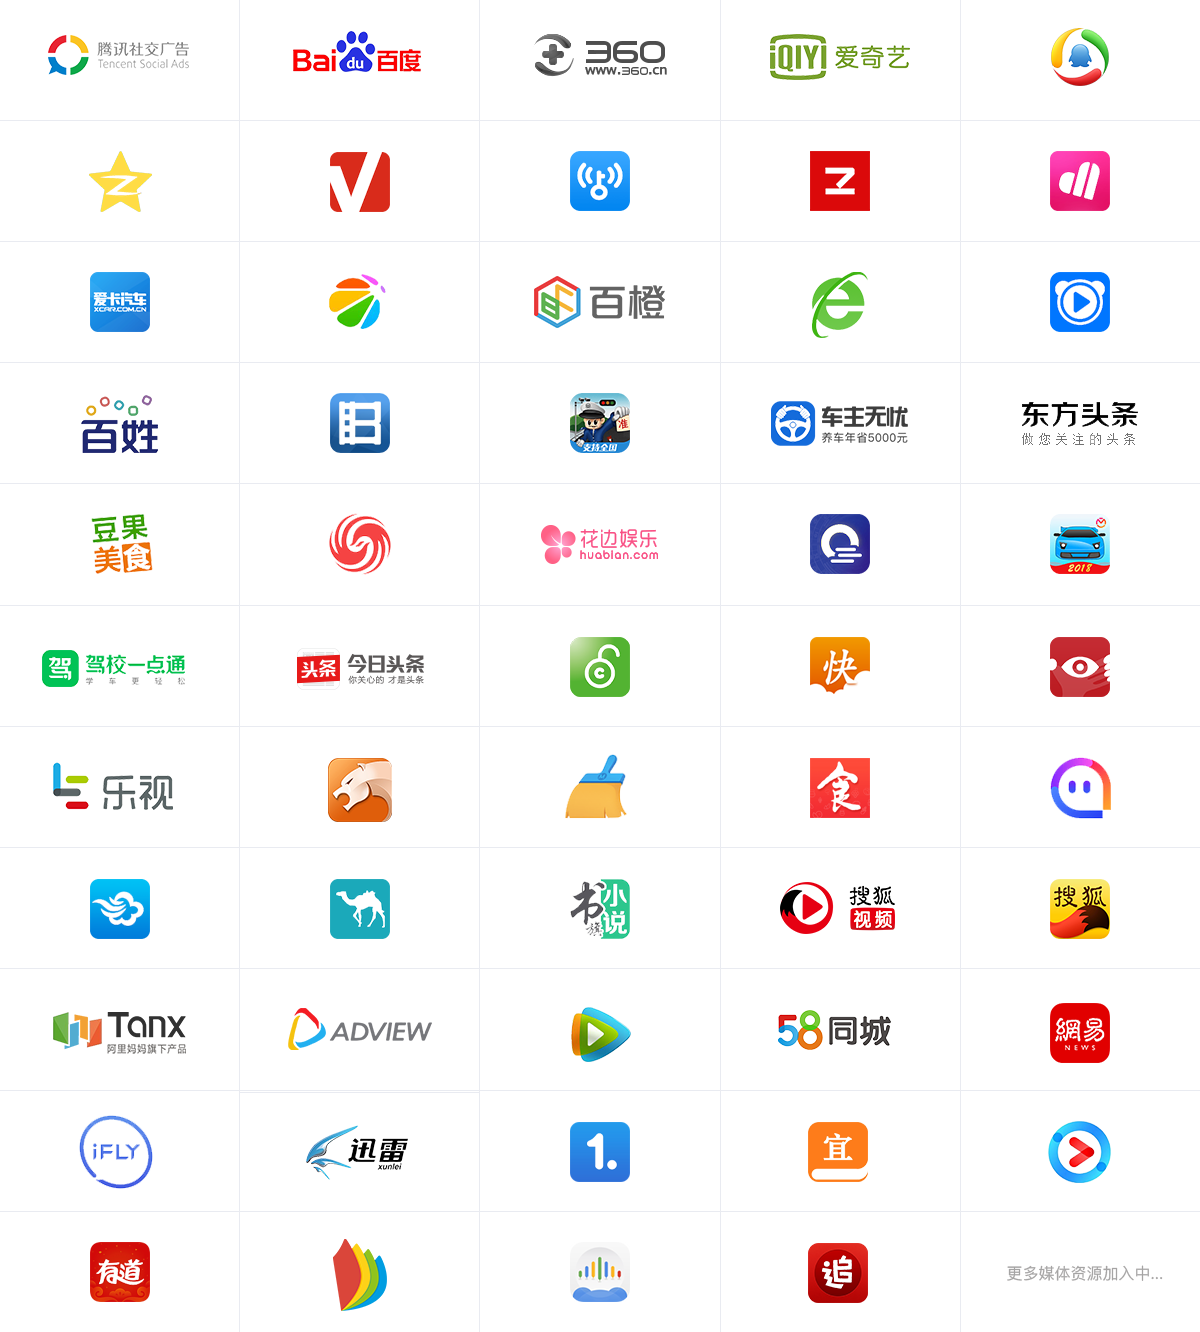 腾讯社交广告
Tencent Social Ads
Bai du 百度
360
www.360.cn
iQIYI 爱奇艺
爱卡汽车
XCAR.COM.CN
百橙
e
百姓
准
支持全国
车主无忧
养车年省5000元
东方头条
做您关注的头条
豆果
美食
花边娱乐
huabian.com
2018
驾 驾校一点通
学车更轻松
头条 今日头条
你关心的 才是头条
快
乐视
食
书旗
小说
搜狐
视频
搜狐
Tanx
阿里妈妈旗下产品
ADVIEW
58同城
網易
NEWS
iFLY
迅雷
xunlei
1.
宜
有道
追
更多媒体资源加入中...